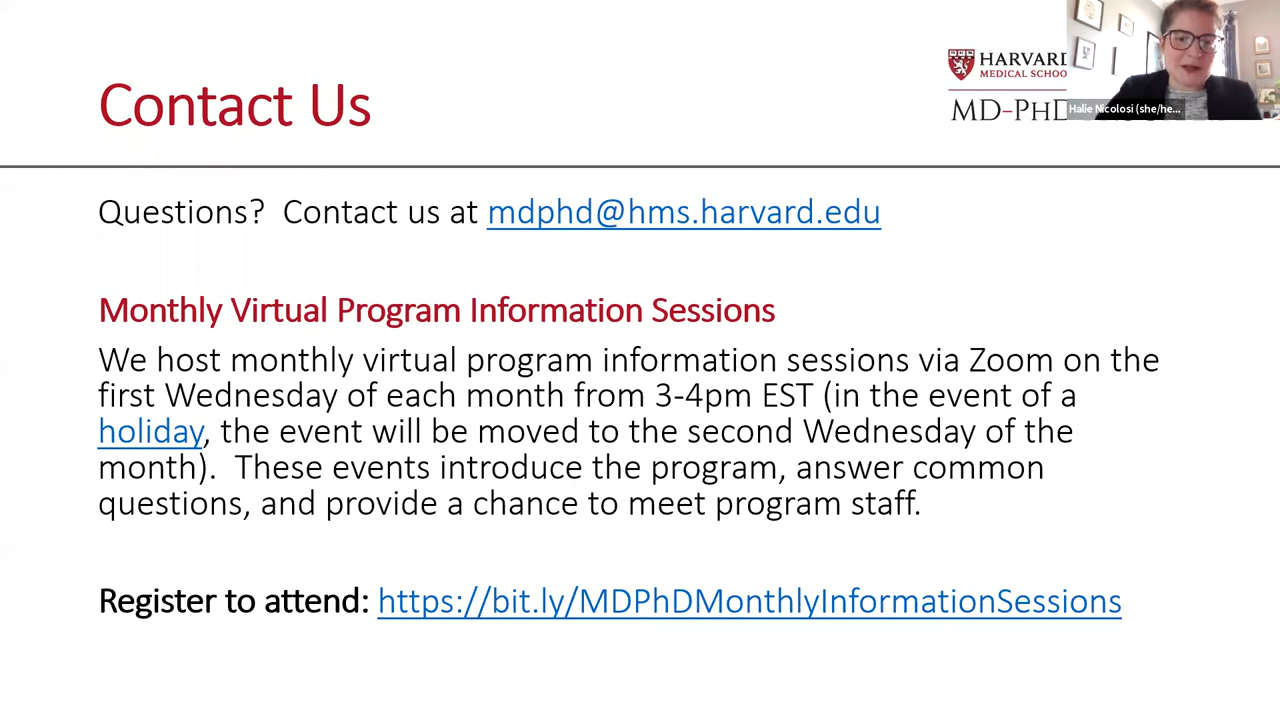 Contact Us
HARVARD
MEDICAL SCHOO
MD-PhD
Halie Nicolosi (she/he...
Questions?  Contact us at mdphd@hms.harvard.edu
Monthly Virtual Program Information Sessions
We host monthly virtual program information sessions via Zoom on the
first Wednesday of each month from 3-4pm EST (in the event of a
holiday, the event will be moved to the second Wednesday of the
month).  These events introduce the program, answer common
questions, and provide a chance to meet program staff.
Register to attend: https://bit.ly/MDPhDMonthlyInformationSessions